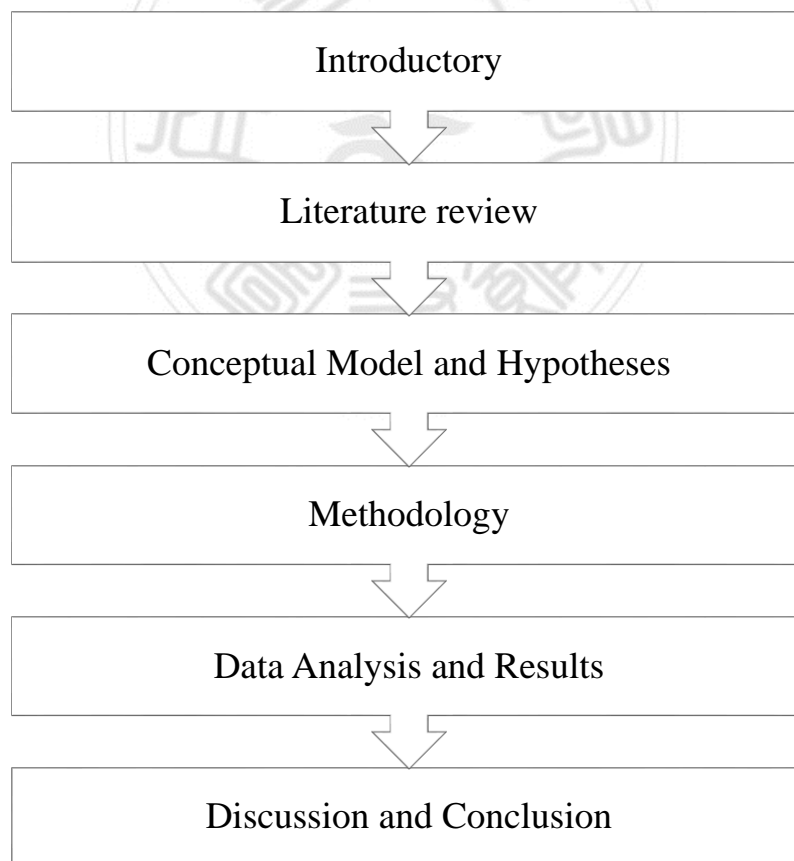 Introductory
Literature review
Conceptual Model and Hypotheses
Methodology
Data Analysis and Results
Discussion and Conclusion